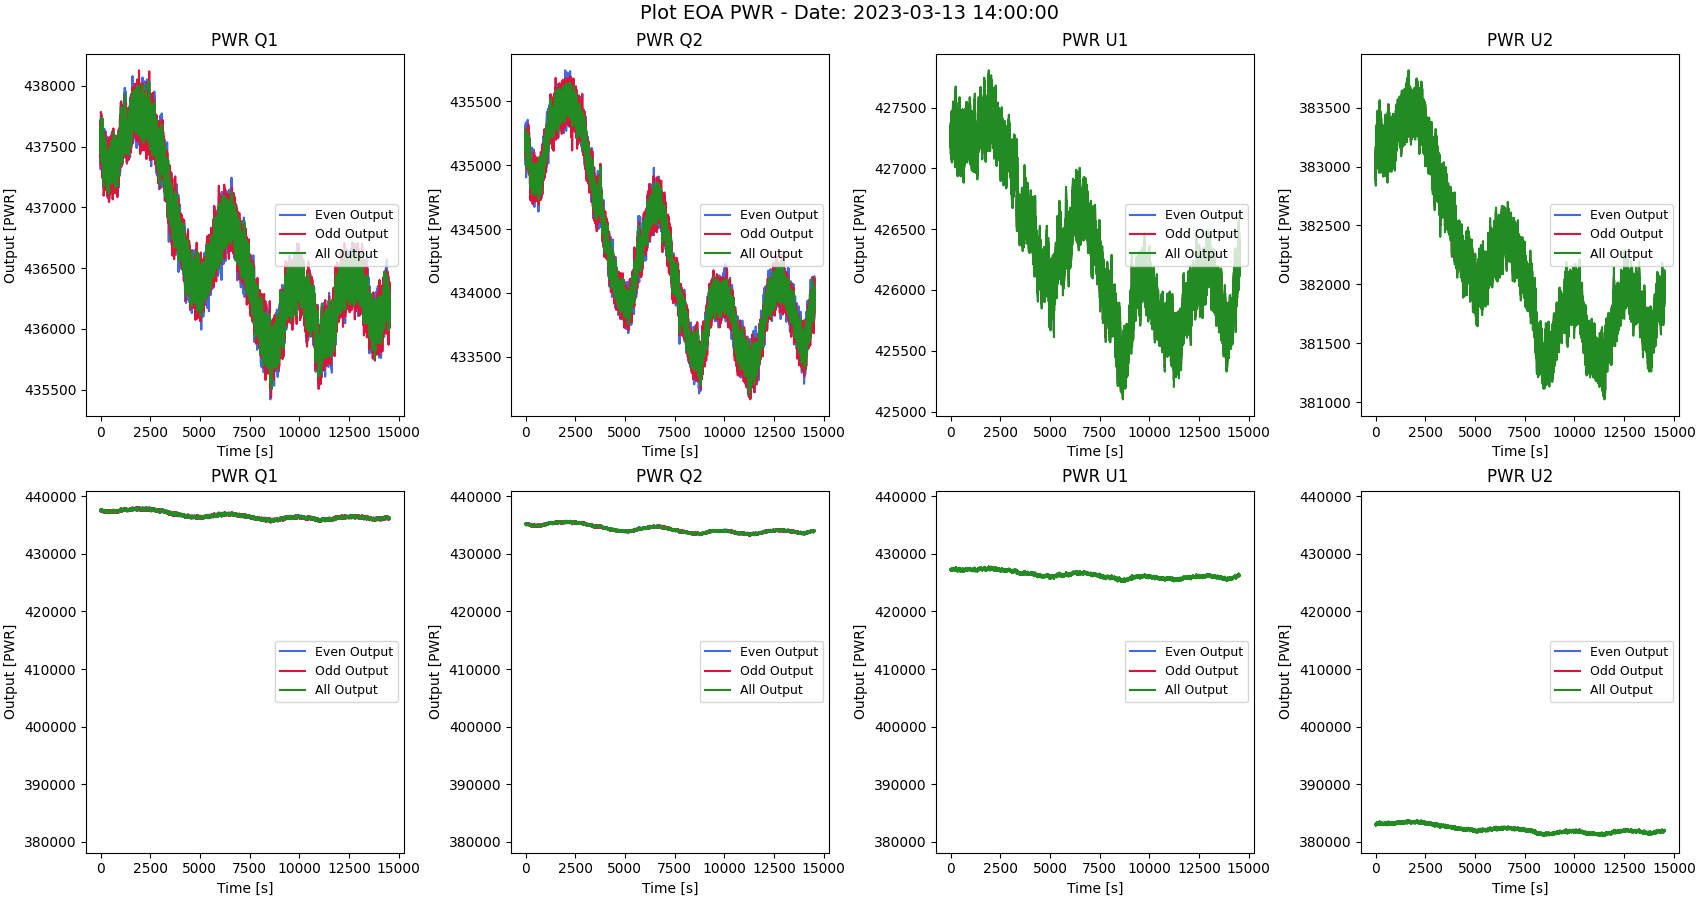 Plot EOA PWR - Date: 2023-03-13 14:00:00
PWR Q1
438000
437500
437000
436500
436000
435500
Output [PWR]
0 2500 5000 7500 10000 12500 15000
Time [s]
Even Output
Odd Output
All Output
PWR Q2
435500
435000
434500
434000
433500
Output [PWR]
0 2500 5000 7500 10000 12500 15000
Time [s]
Even Output
Odd Output
All Output
PWR U1
427500
427000
426500
426000
425500
425000
Output [PWR]
0 2500 5000 7500 10000 12500 15000
Time [s]
Even Output
Odd Output
All Output
PWR U2
383500
383000
382500
382000
381500
381000
Output [PWR]
0 2500 5000 7500 10000 12500 15000
Time [s]
Even Output
Odd Output
All Output
PWR Q1
440000
430000
420000
410000
400000
390000
380000
Output [PWR]
0 2500 5000 7500 10000 12500 15000
Time [s]
Even Output
Odd Output
All Output
PWR Q2
440000
430000
420000
410000
400000
390000
380000
Output [PWR]
0 2500 5000 7500 10000 12500 15000
Time [s]
Even Output
Odd Output
All Output
PWR U1
440000
430000
420000
410000
400000
390000
380000
Output [PWR]
0 2500 5000 7500 10000 12500 15000
Time [s]
Even Output
Odd Output
All Output
PWR U2
440000
430000
420000
410000
400000
390000
380000
Output [PWR]
0 2500 5000 7500 10000 12500 15000
Time [s]
Even Output
Odd Output
All Output